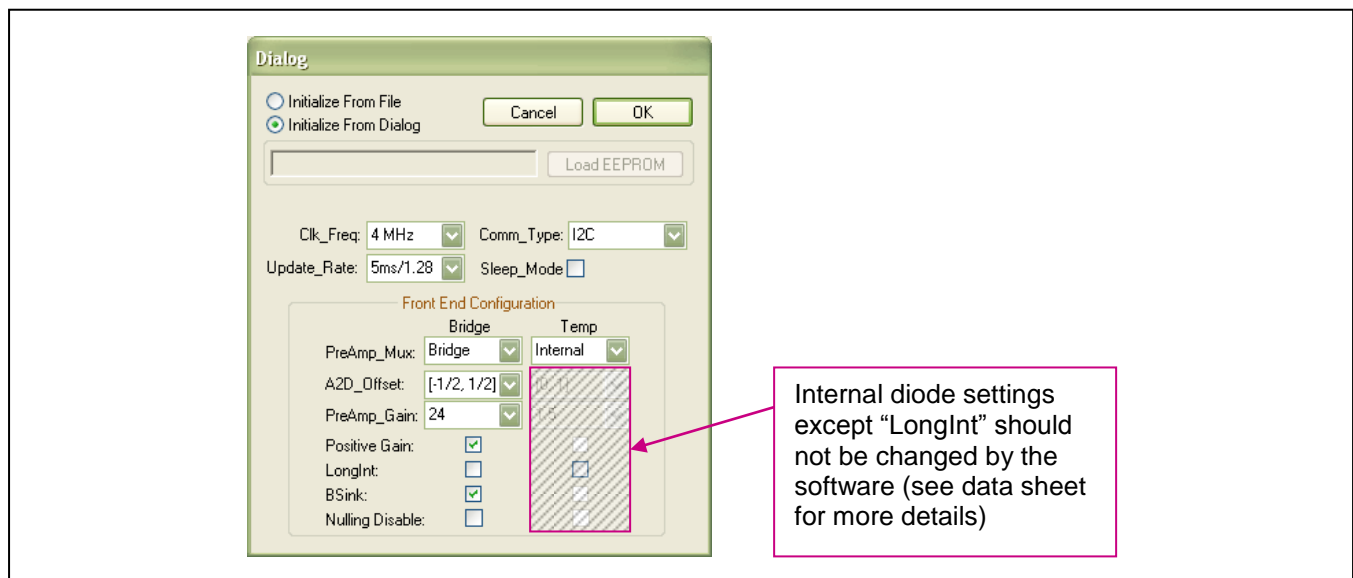 Dialog
Initialize From File
Initialize From Dialog
Cancel
OK
Load EEPROM
Clk_Freq: 4 MHz Comm_Type: I2C
Update_Rate: 5ms/1.28 Sleep_Mode
Front End Configuration
Bridge Temp
PreAmp_Mux: Bridge Internal
A2D_Offset: [-1/2, 1/2]
PreAmp_Gain: 24
Positive Gain:
LongInt:
BSink:
Nulling Disable:
Internal diode settings
except “LongInt” should
not be changed by the
software (see data sheet
for more details)